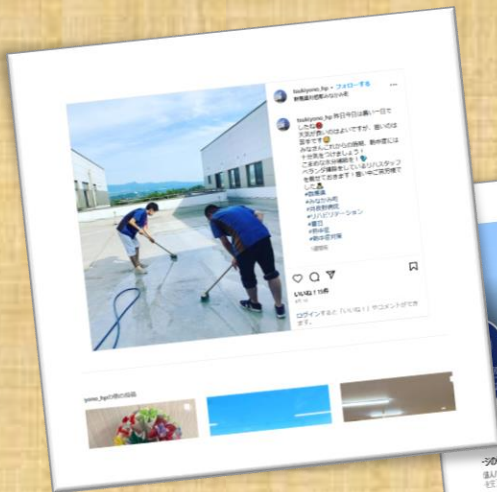 tsukiyono_hp・フォローする
群馬県利根郡みなかみ町
tsukiyono_hp 昨日今日は暑い一日で
したね
天気が良いのはよいですが、暑いのは
苦手です
みなさんこれからの時期、熱中症には
十分気をつけましょう！
こまめな水分補給を！
ベランダ掃除をしているリハスタッフ
を載せておきます！暑い中ご苦労様で
した
#群馬県
#みなかみ町
#月夜野病院
#リハビリテーション
#夏日
#熱中症
#熱中症対策
いいね！15件
ログインすると「いいね！」やコメントができ
ます。
yono_hpの他の投稿